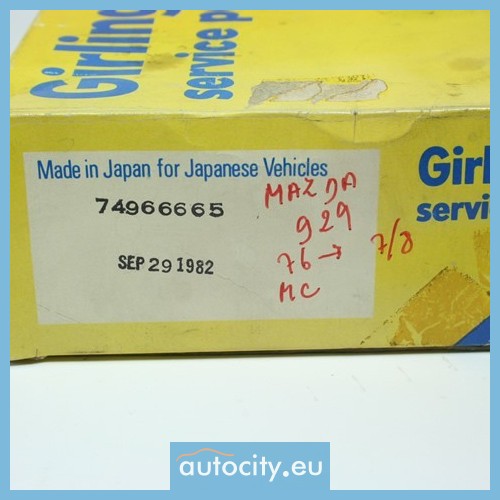 Girling
service p
Made in Japan for Japanese Vehicles
74966665
SEP 29 1982
MAZDA
929
76→ 7/8
MC
Girl
servi
autocity.eu